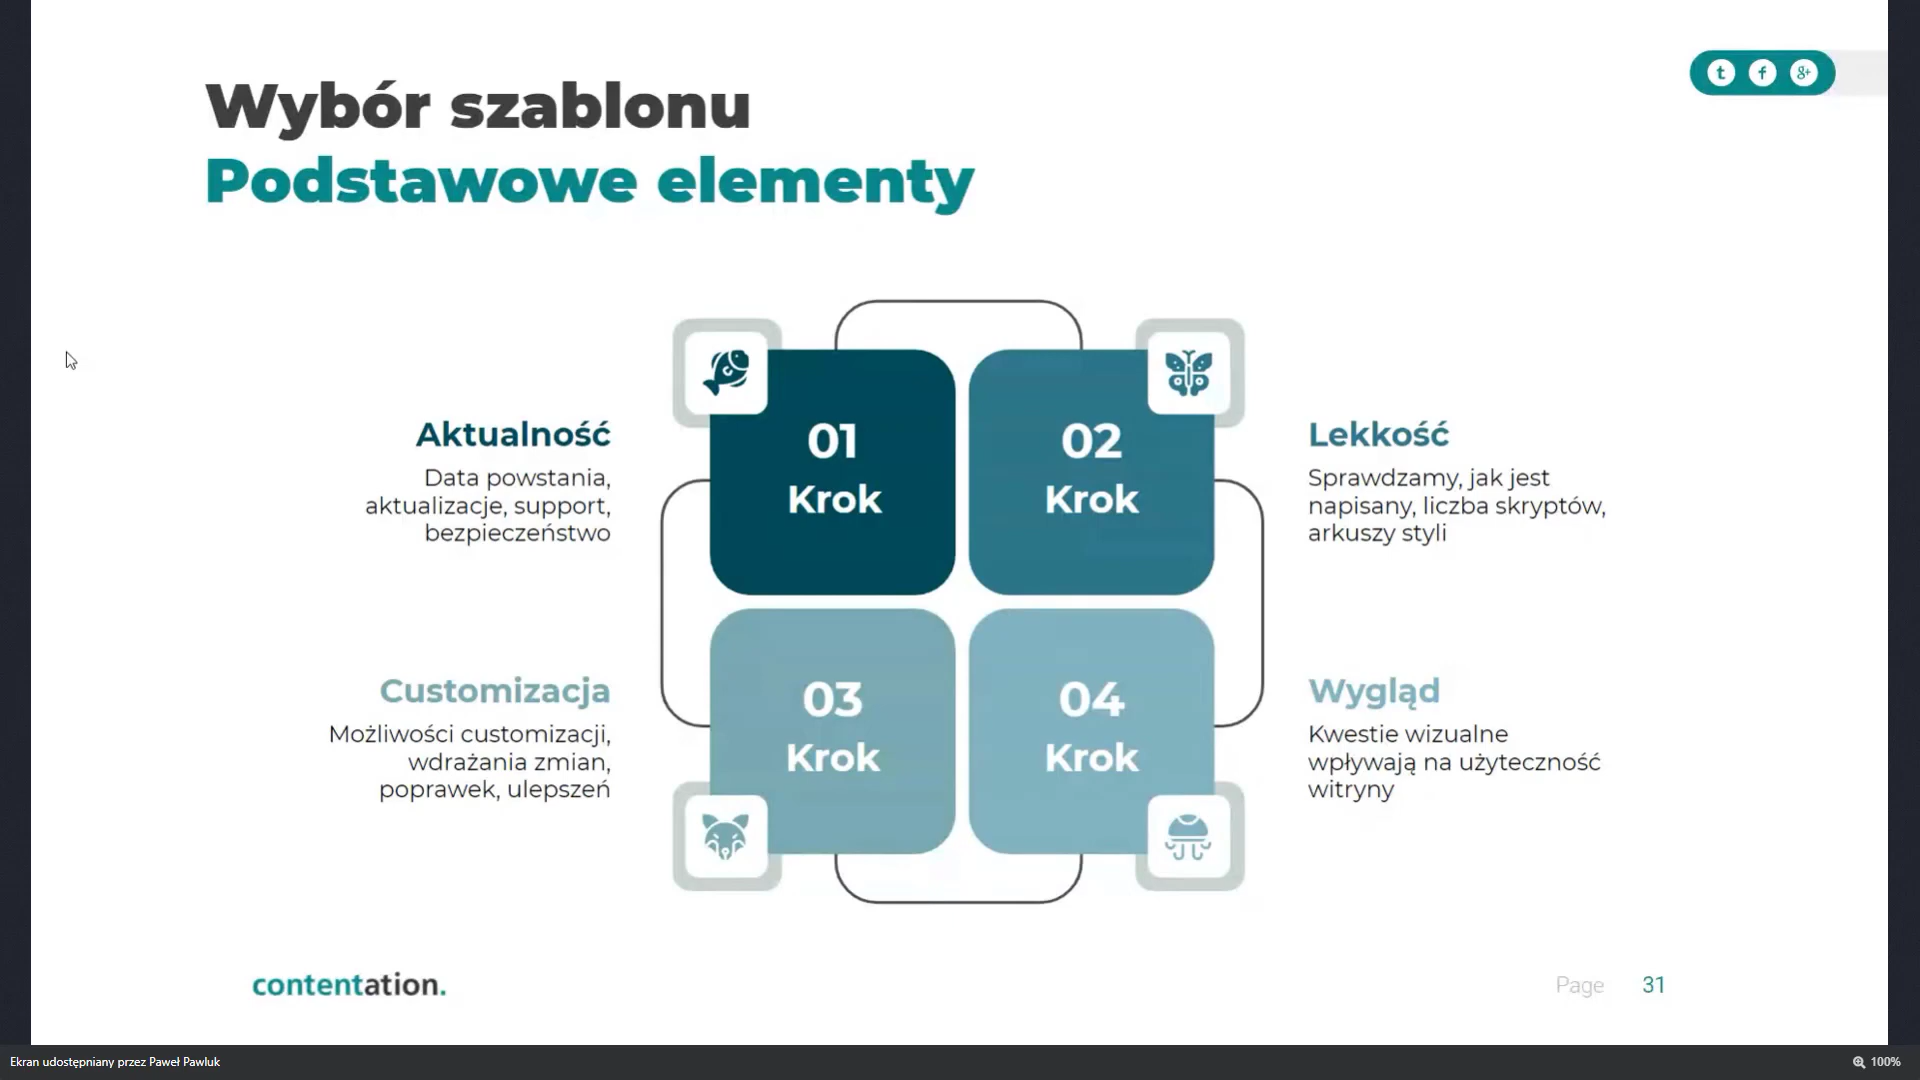 Wybór szablonu
Podstawowe elementy
t f g+
Aktualność
Data powstania,
aktualizacje, support,
bezpieczeństwo
01
Krok
02
Krok
Lekkość
Sprawdzamy, jak jest
napisany, liczba skryptów,
arkuszy styli
Customizacja
Możliwości customizacji,
wdrażania zmian,
poprawek, ulepszeń
03
Krok
04
Krok
Wygląd
Kwestie wizualne
wpływają na użyteczność
witryny
contentation.
Page 31
Ekran udostępniany przez Paweł Pawluk
100%